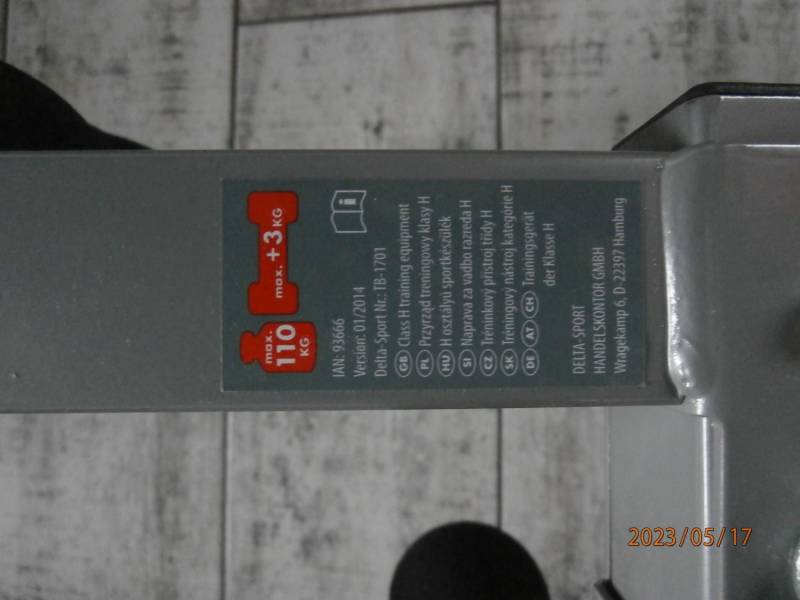 max.
110
KG
max. +3 KG
i
IAN: 93666
Version: 01/2014
Delta-Sport Nr.: TB-1701
GB Class H training equipment
PL Przyrząd treningowy klasy H
HU H osztályu sportkészülék
SI Naprava za vadbo razreda H
CZ Tréninkový přístroj třídy H
SK Tréningový nástroj kategórie H
DE AT CH Trainingsgerät
der Klasse H
DELTA-SPORT
HANDELSKONTOR GMBH
Wragekamp 6, D-22397 Hamburg
2023/05/17